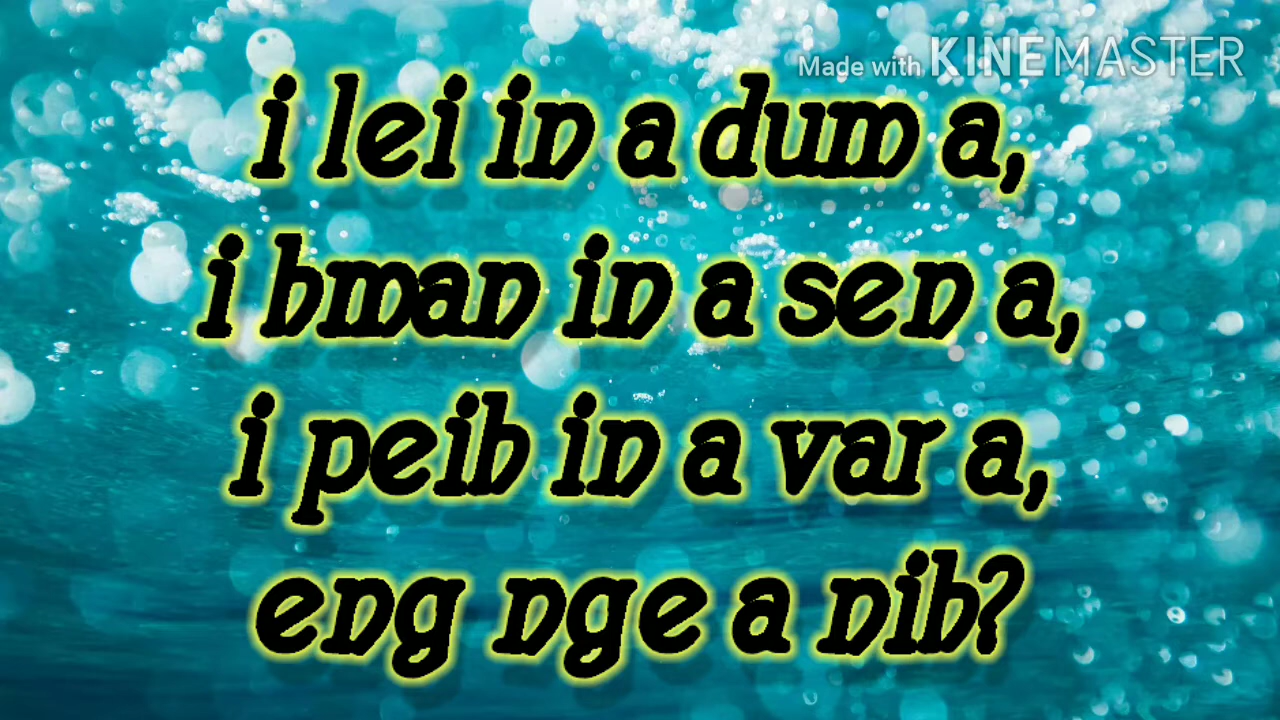 Made with KINEMASTER
i lei in a dum a,
i hman in a sen a,
i peih in a var a,
eng nge a nih?